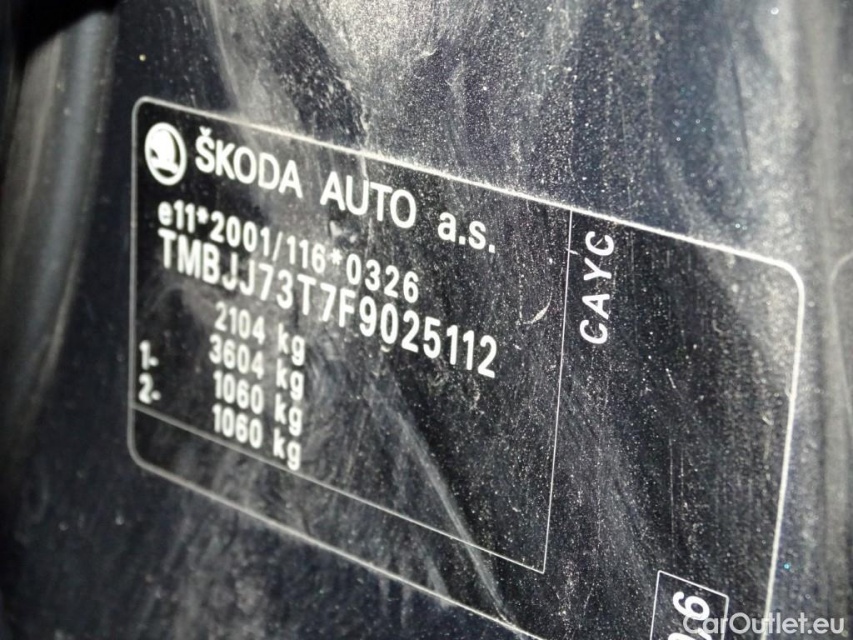 ŠKODA AUTO a.s.
e11*2001/116*0326
TMBJJ73T7F9025112
2104 kg
3604 kg
1- 1060 kg
2- 1060 kg
CAYC
CarOutlet.eu